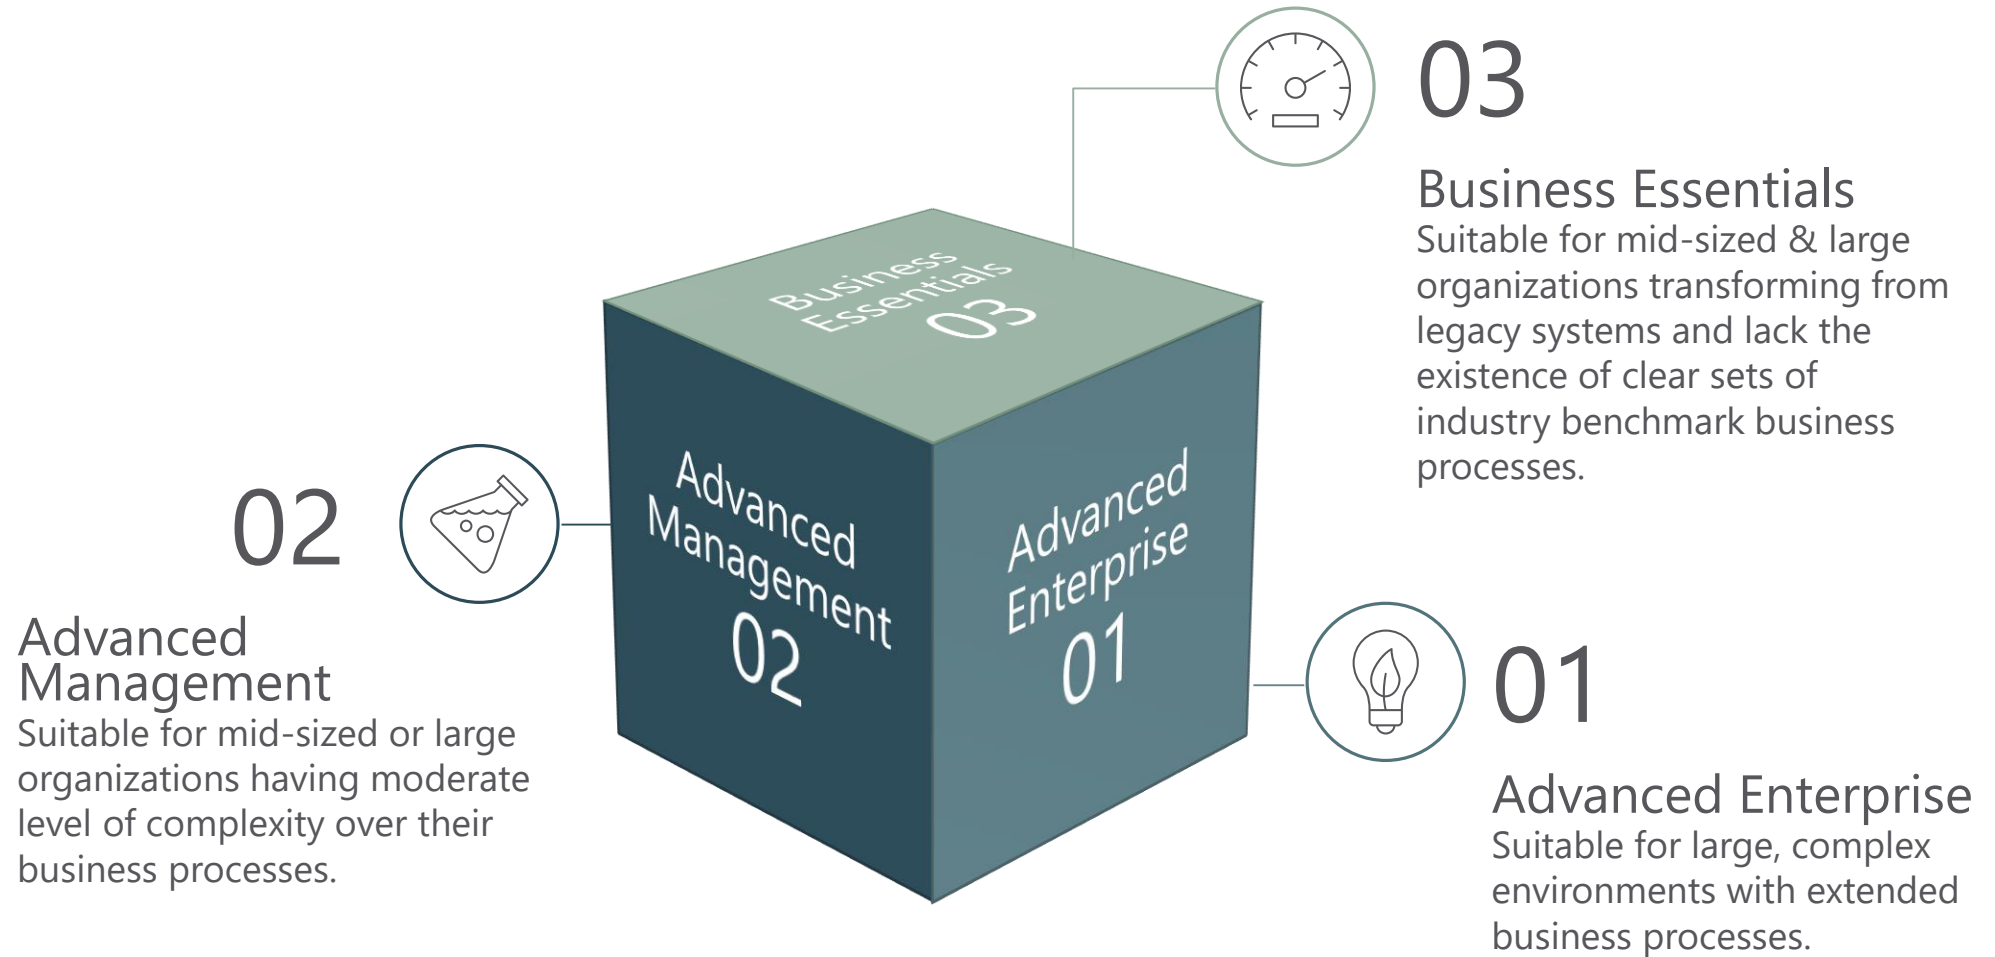 03
Business Essentials
Suitable for mid-sized & large
organizations transforming from
legacy systems and lack the
existence of clear sets of
industry benchmark business
processes.
Business
Essentials
03
Advanced
Management
02
Advanced
Enterprise
01
02
Advanced
Management
Suitable for mid-sized or large
organizations having moderate
level of complexity over their
business processes.
01
Advanced Enterprise
Suitable for large, complex
environments with extended
business processes.